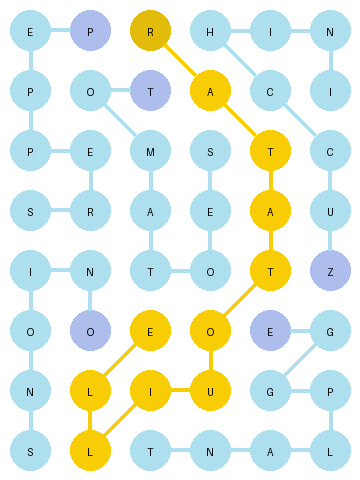 E P R H I N
P O T A C I
P E M S T C
S R A E A U
I N T O T Z
O O E O E G
N L I U G P
S L T N A L